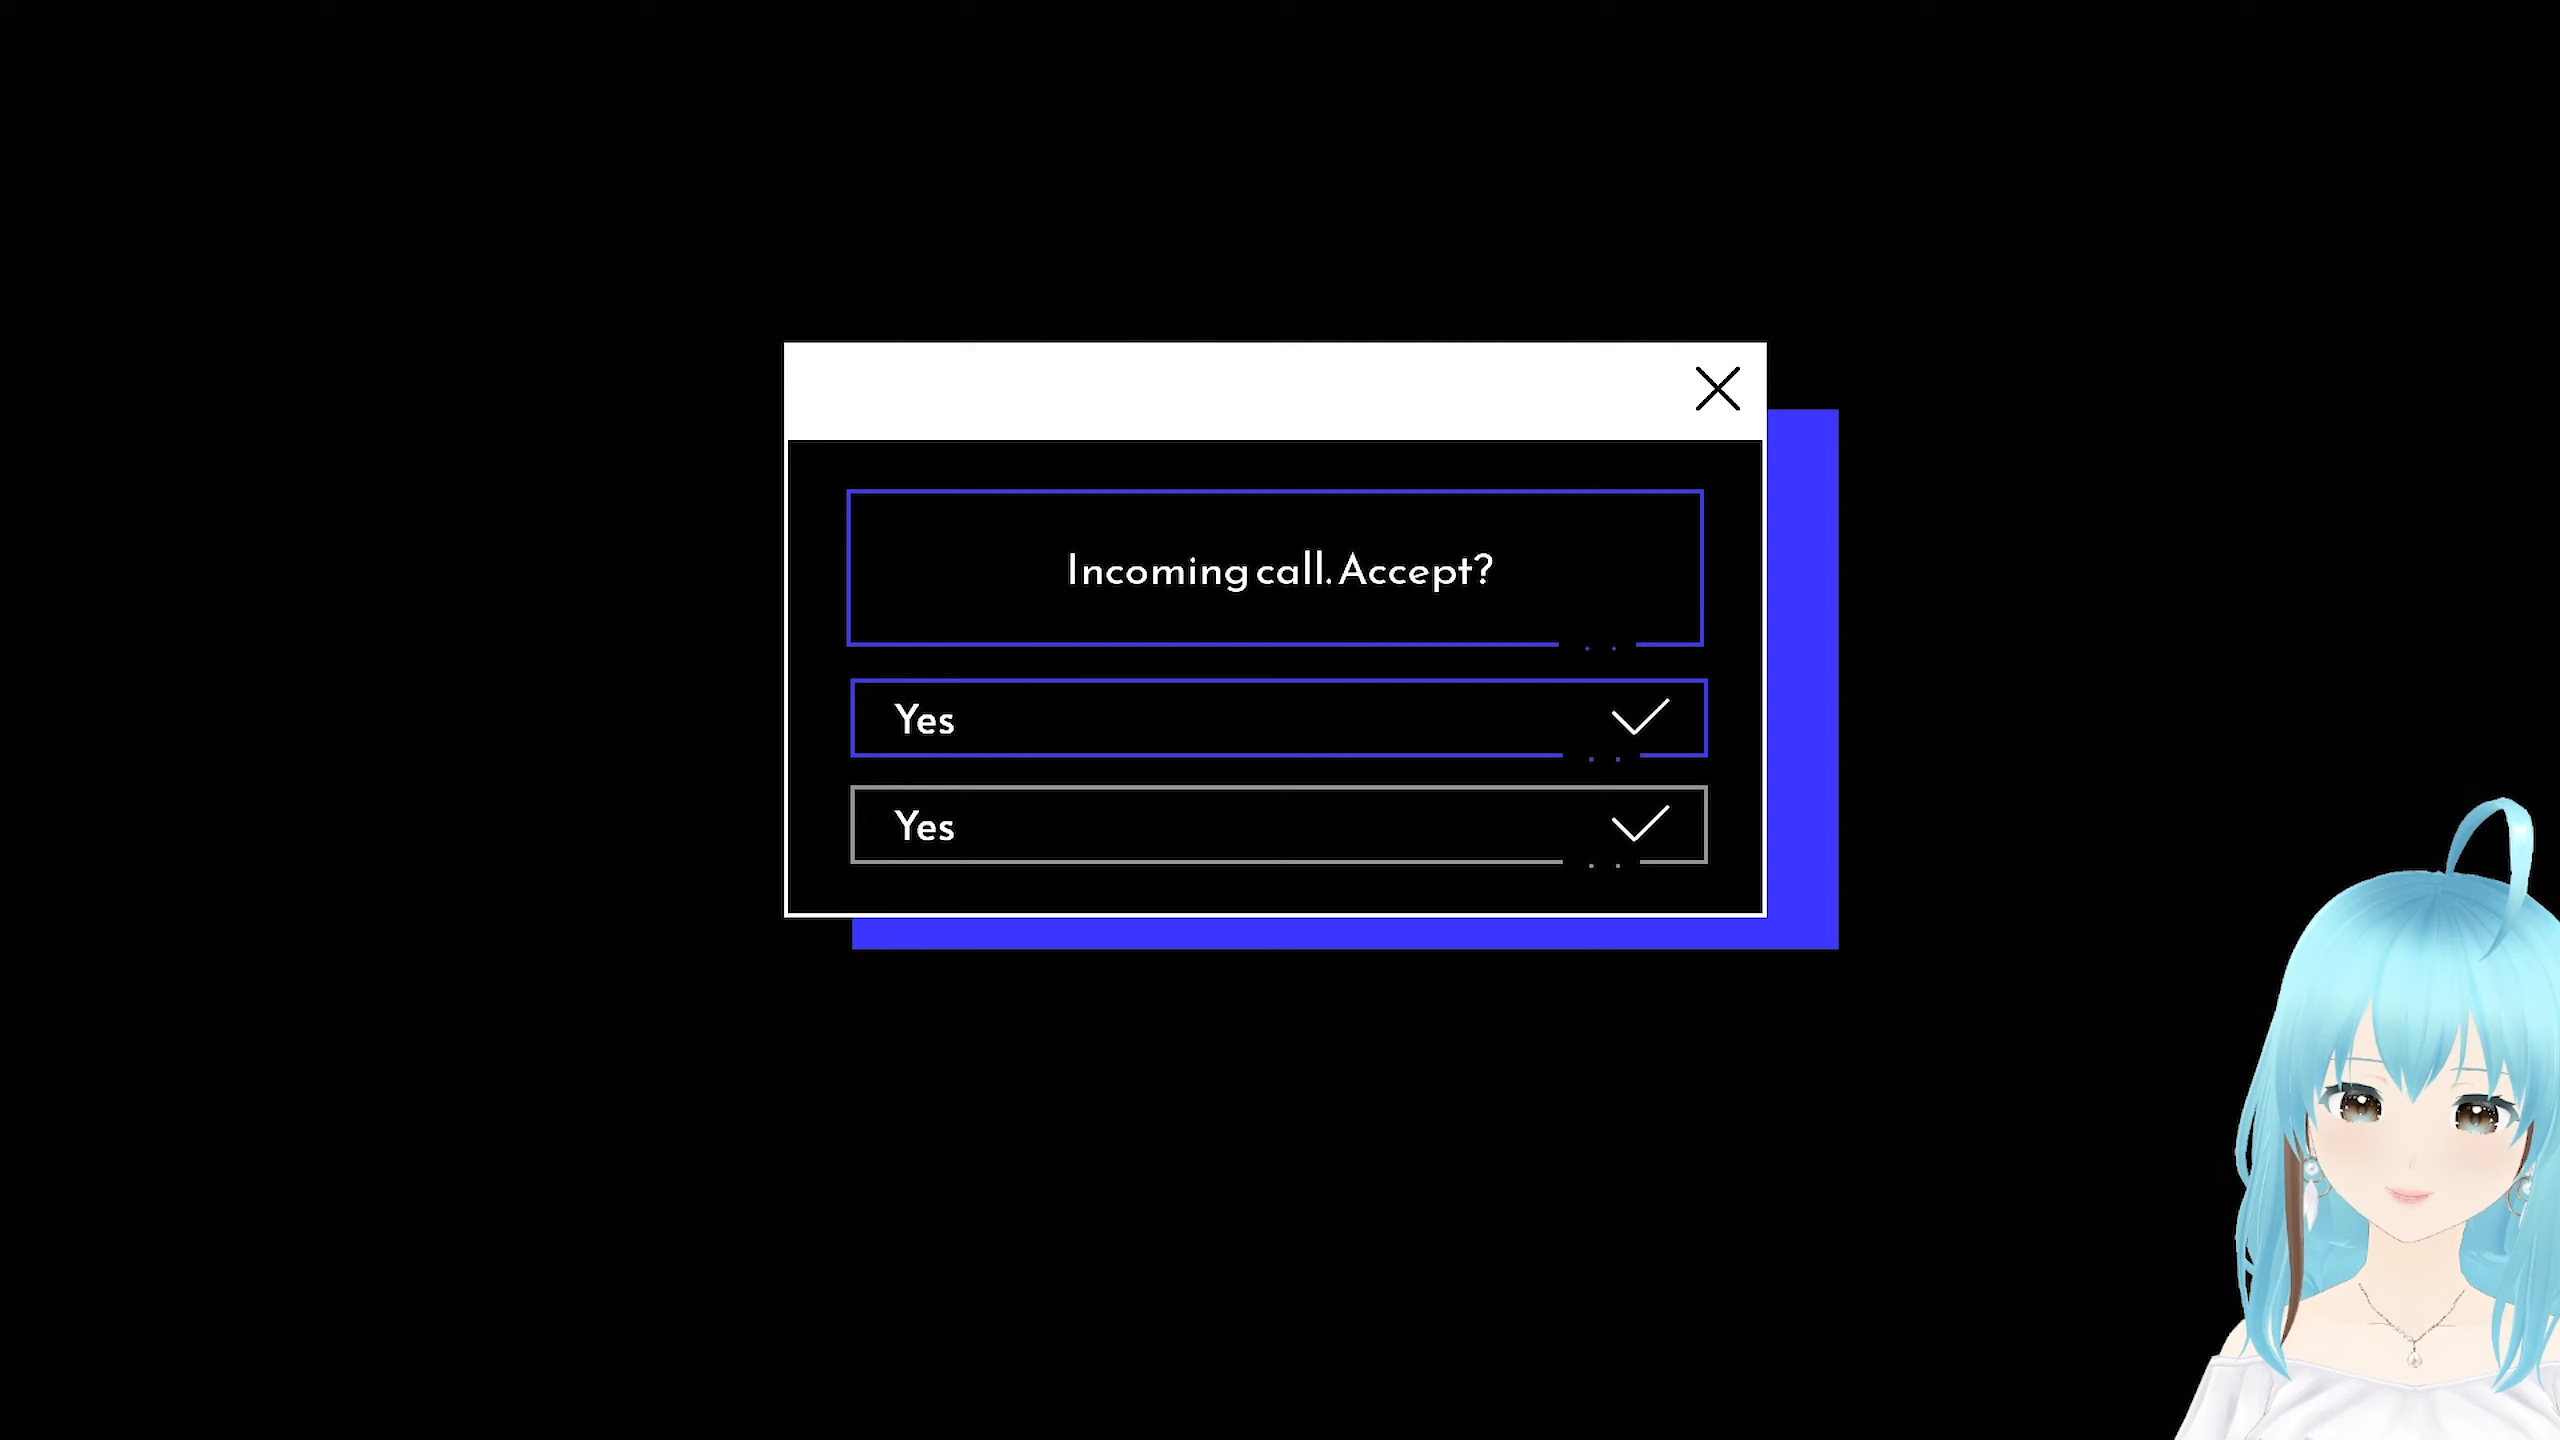 Incoming call. Accept?
Yes
Yes